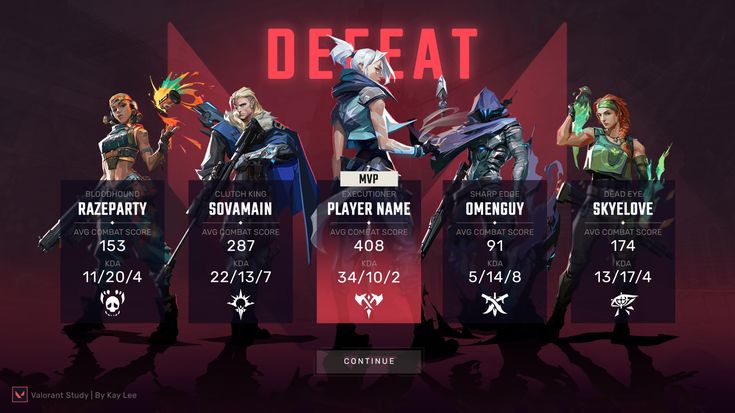 DEFEAT
MVP
BLOODHOUND
RAZEPARTY
AVG COMBAT SCORE
153
KDA
11/20/4
CLUTCH KING
SOVAMAIN
AVG COMBAT SCORE
287
KDA
22/13/7
EXECUTIONER
PLAYER NAME
AVG COMBAT SCORE
408
KDA
34/10/2
SHARP EDGE
OMENGUY
AVG COMBAT SCORE
91
KDA
5/14/8
DEAD EYE
SKYELOVE
AVG COMBAT SCORE
174
KDA
13/17/4
CONTINUE
Valorant Study | By Kay Lee